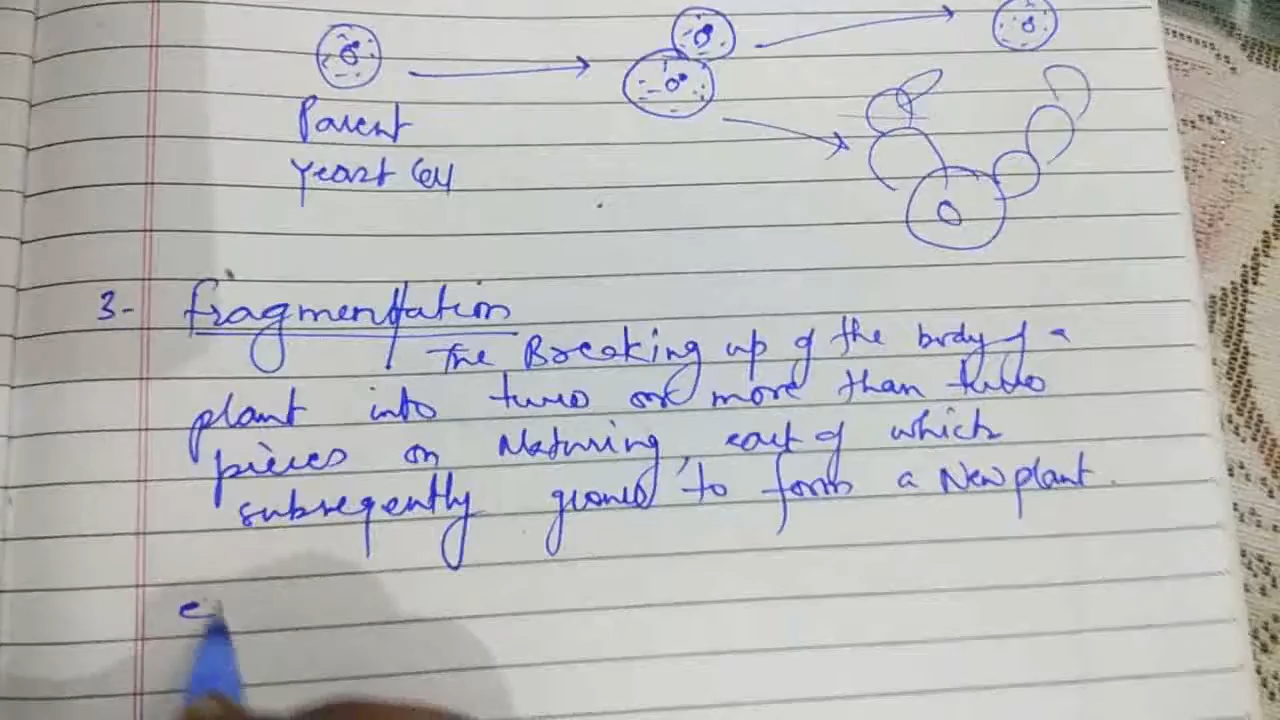 Parent
Yeast Cell
3- fragmentation
The Breaking up of the body of a
plant into two or more than two
pieces on Maturing, each of which
subseqently grows to form a New plant.
e